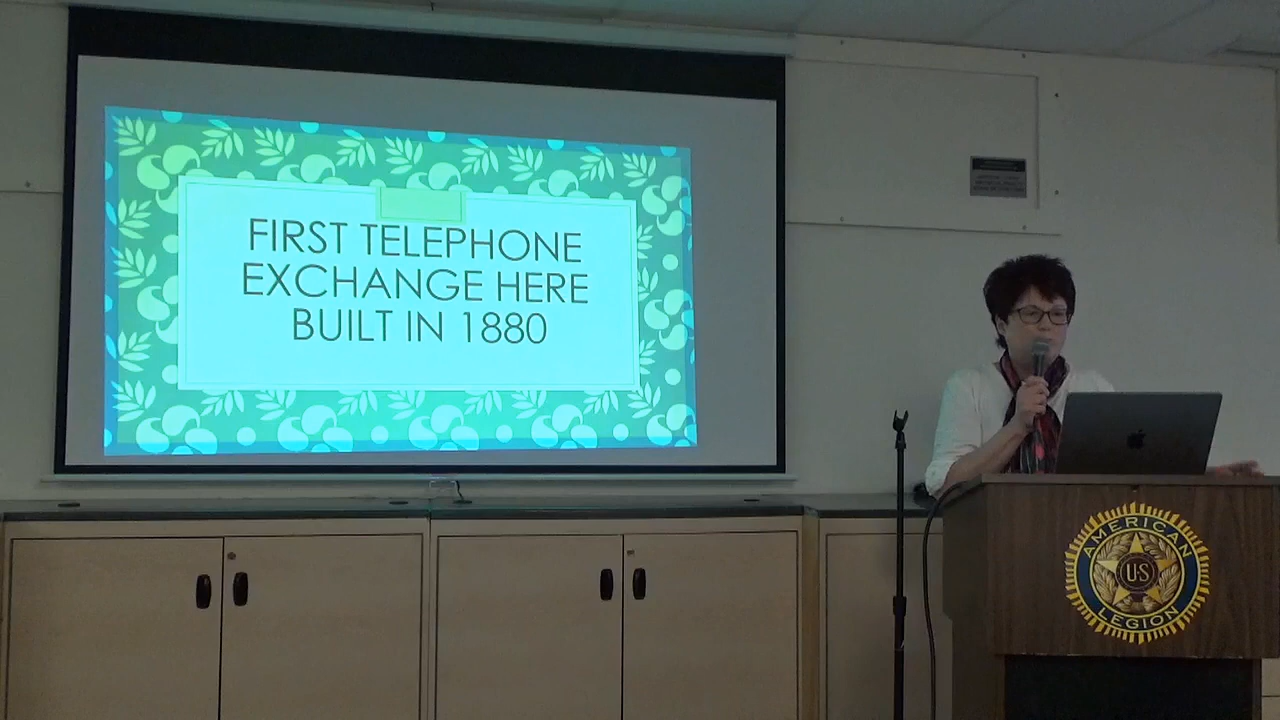 FIRST TELEPHONE
EXCHANGE HERE
BUILT IN 1880
AMERICAN
US
LEGION